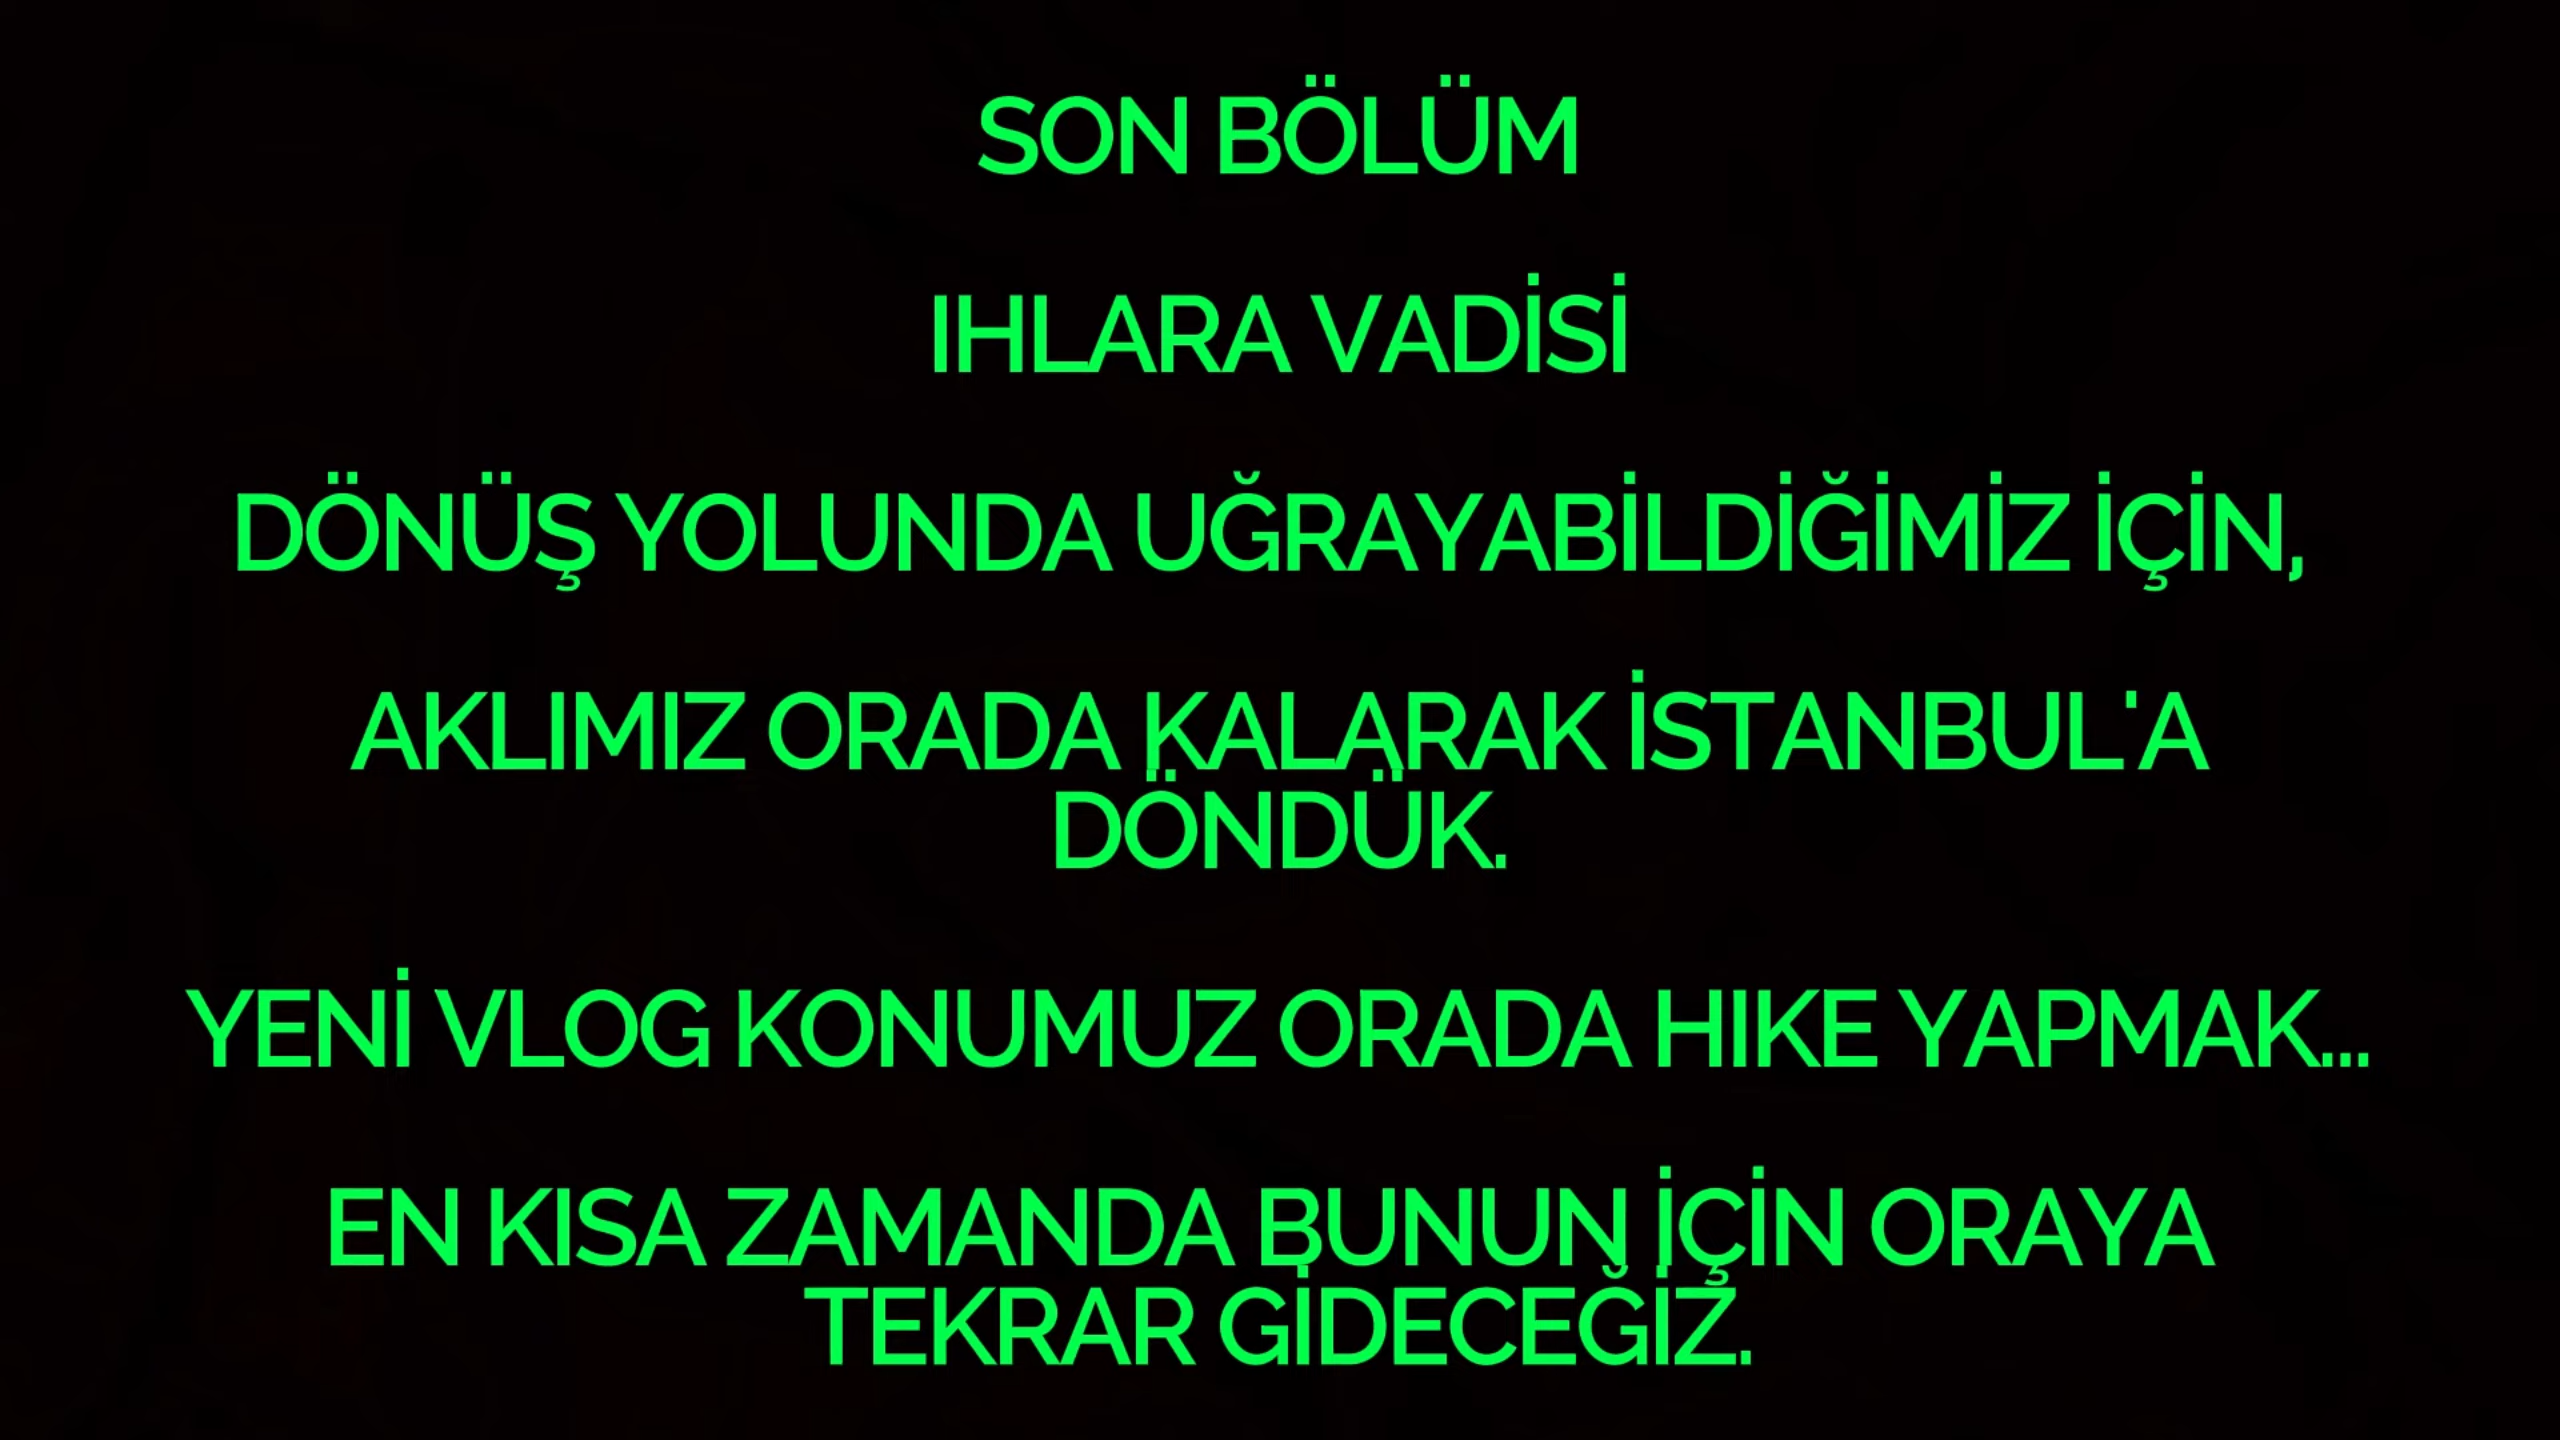 SON BÖLÜM
IHLARA VADİSİ
DÖNÜŞ YOLUNDA UĞRAYABİLDİĞİMİZ İÇİN,
AKLIMIZ ORADA KALARAK İSTANBUL'A
DÖNDÜK.
YENİ VLOG KONUMUZ ORADA HIKE YAPMAK...
EN KISA ZAMANDA BUNUN İÇİN ORAYA
TEKRAR GİDECEĞİZ.